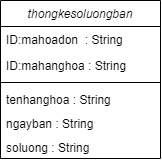 thongkesoluongban
ID:mahoadon : String
ID:mahanghoa : String
tenhanghoa : String
ngayban : String
soluong : String